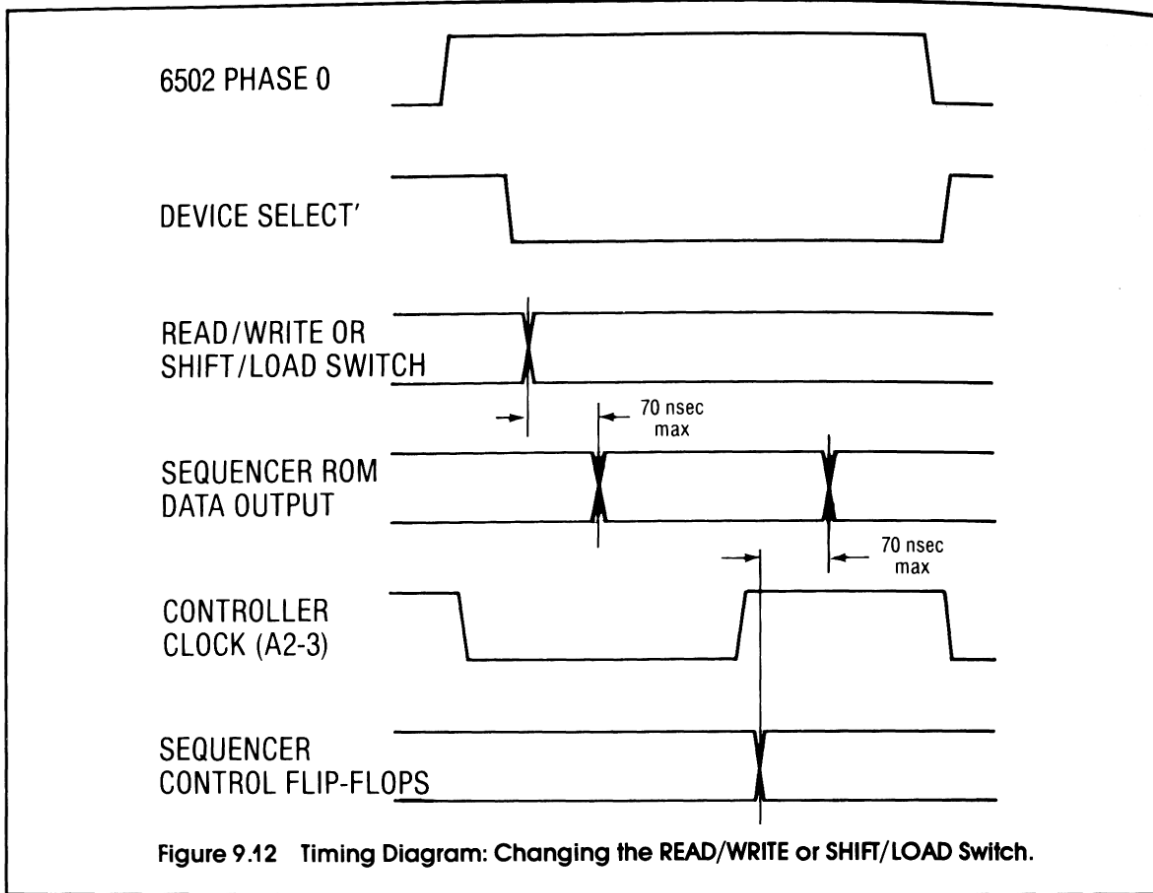 6502 PHASE 0
DEVICE SELECT'
READ/WRITE OR
SHIFT/LOAD SWITCH
70 nsec
max
SEQUENCER ROM
DATA OUTPUT
70 nsec
max
CONTROLLER
CLOCK (A2-3)
SEQUENCER
CONTROL FLIP-FLOPS
Figure 9.12 Timing Diagram: Changing the READ/WRITE or SHIFT/LOAD Switch.